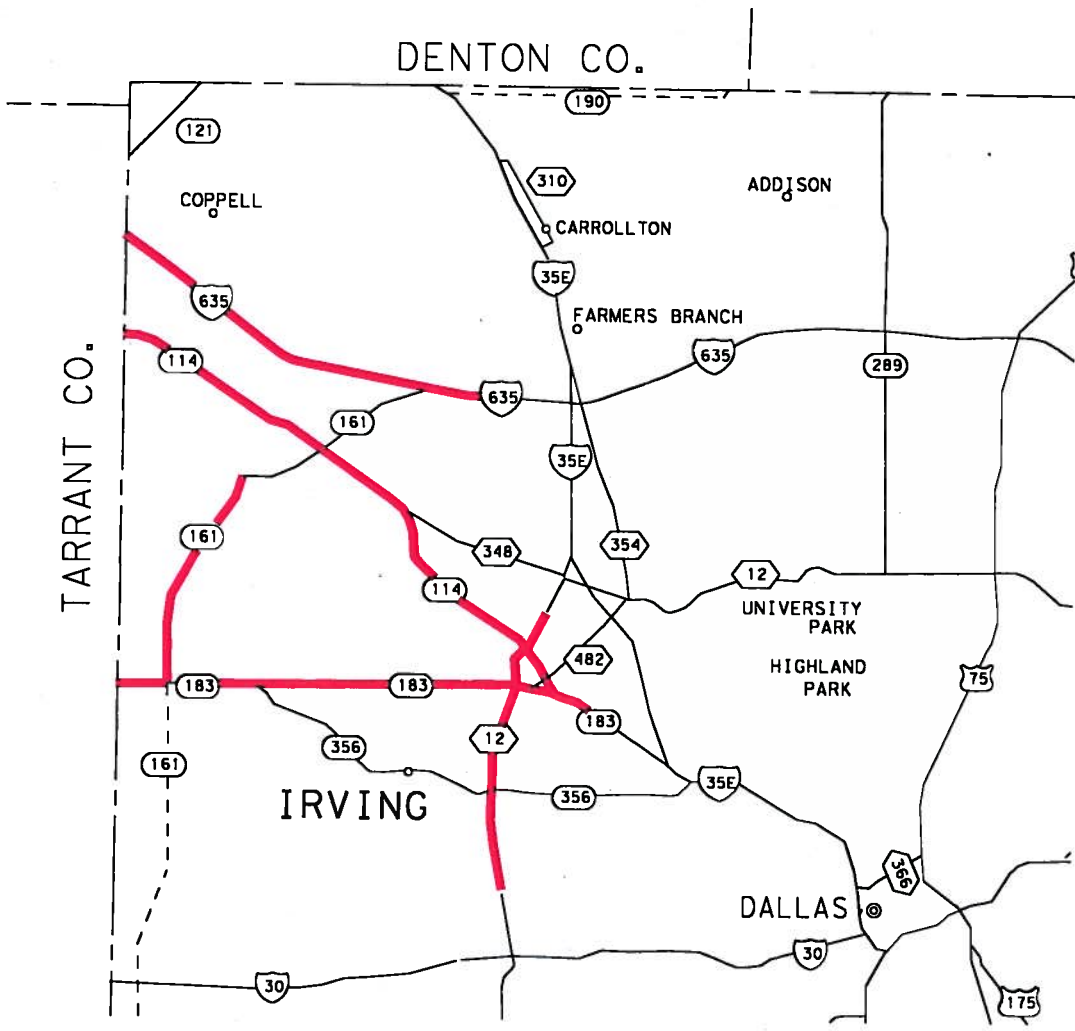 DENTON CO.
190
121
310
ADDISON
COPPELL
CARROLLTON
35E
635
FARMERS BRANCH
114
635
289
635
161
TARRANT CO.
35E
161
348
354
12
114
UNIVERSITY
PARK
482
HIGHLAND
PARK
183
183
75
183
12
356
161
35E
IRVING
356
366
DALLAS
30
30
175